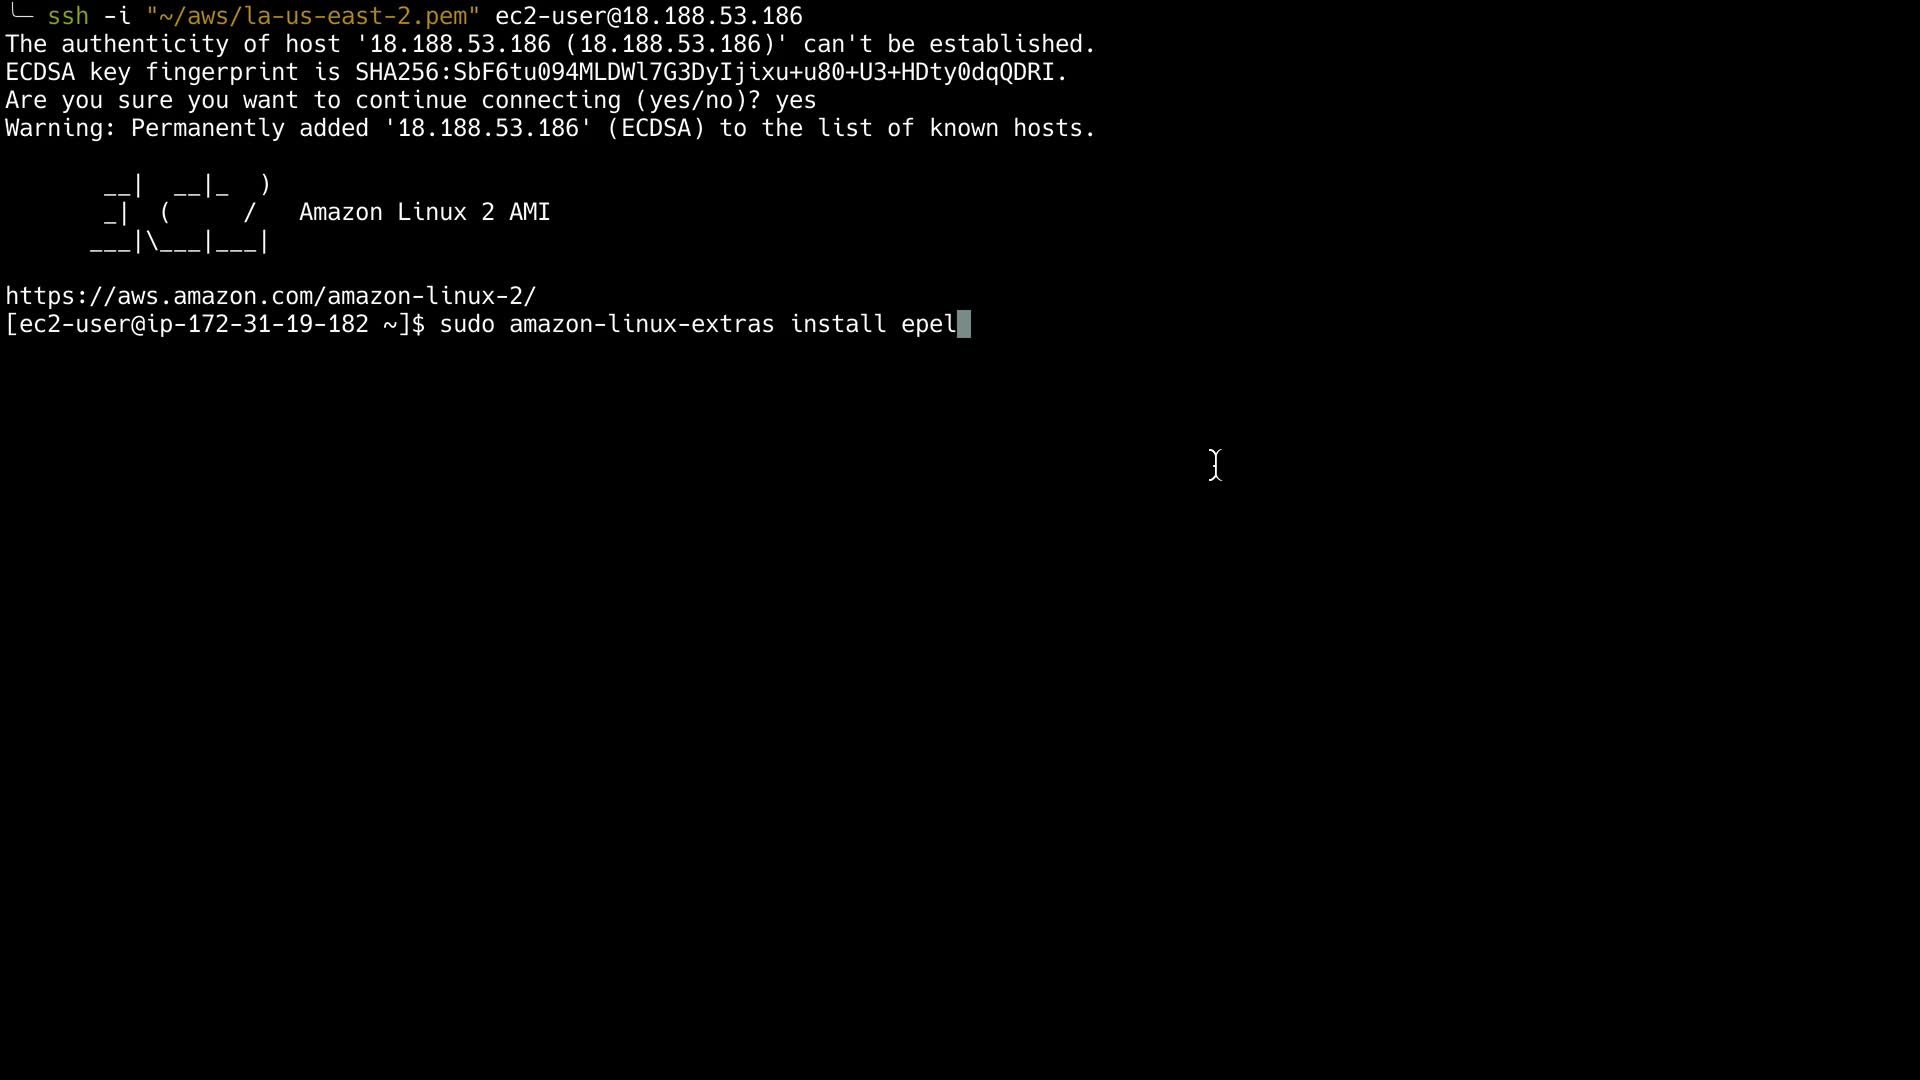 ╰─ ssh -i "~/aws/la-us-east-2.pem" ec2-user@18.188.53.186
The authenticity of host '18.188.53.186 (18.188.53.186)' can't be established.
ECDSA key fingerprint is SHA256:SbF6tu094MLDWl7G3DyIjixu+u80+U3+HDty0dqQDRI.
Are you sure you want to continue connecting (yes/no)? yes
Warning: Permanently added '18.188.53.186' (ECDSA) to the list of known hosts.

       __|  __|_  )
       _|  (     /   Amazon Linux 2 AMI
      ___|\___|___|

https://aws.amazon.com/amazon-linux-2/
[ec2-user@ip-172-31-19-182 ~]$ sudo amazon-linux-extras install epel